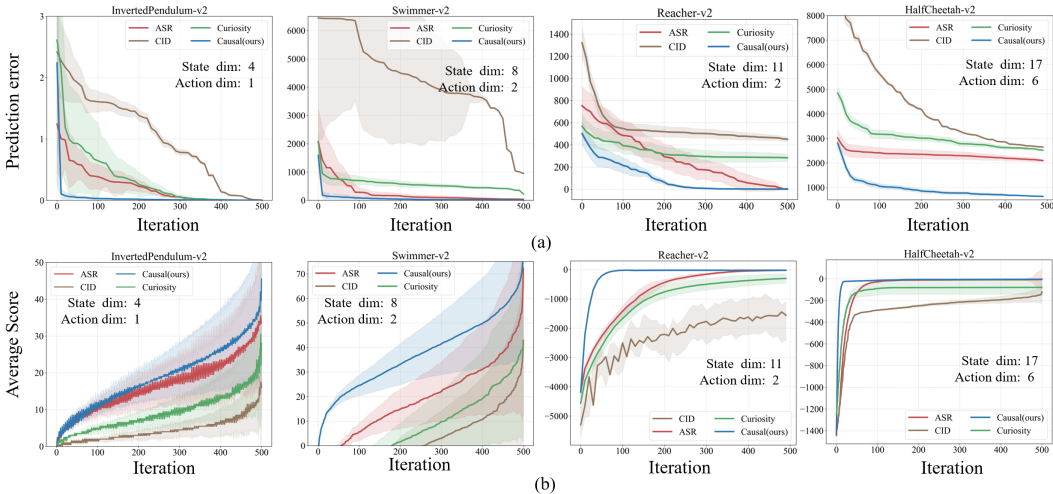 InvertedPendulum-v2
Prediction error
3
2
1
0
ASR
CID
Curiosity
Causal(ours)
State dim: 4
Action dim: 1
0 100 200 300 400 500
Iteration
Swimmer-v2
6000
5000
4000
3000
2000
1000
0
ASR
CID
Curiosity
Causal(ours)
State dim: 8
Action dim: 2
0 100 200 300 400 500
Iteration
Reacher-v2
1400
1200
1000
800
600
400
200
0
ASR
CID
Curiosity
Causal(ours)
State dim: 11
Action dim: 2
0 100 200 300 400 500
Iteration
HalfCheetah-v2
8000
7000
6000
5000
4000
3000
2000
1000
ASR
CID
Curiosity
Causal(ours)
State dim: 17
Action dim: 6
0 100 200 300 400 500
Iteration
(a)
InvertedPendulum-v2
Average Score
50
40
30
20
10
0
ASR
CID
Causal(ours)
Curiosity
State dim: 4
Action dim: 1
0 100 200 300 400 500
Iteration
Swimmer-v2
70
60
50
40
30
20
10
0
ASR
CID
Causal(ours)
Curiosity
State dim: 8
Action dim: 2
0 100 200 300 400 500
Iteration
Reacher-v2
0
−1000
−2000
−3000
−4000
−5000
State dim: 11
Action dim: 2
CID
ASR
Curiosity
Causal(ours)
0 100 200 300 400 500
Iteration
HalfCheetah-v2
0
−200
−400
−600
−800
−1000
−1200
−1400
State dim: 17
Action dim: 6
ASR
CID
Causal(ours)
Curiosity
0 100 200 300 400 500
Iteration
(b)